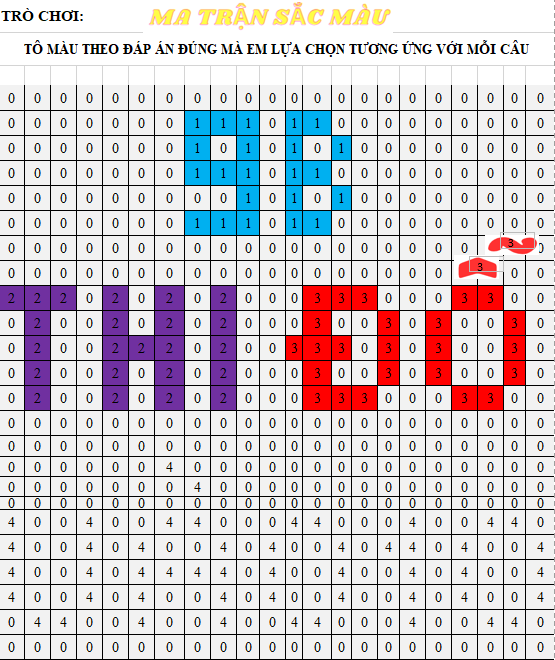 TRÒ CHƠI: MA TRẬN SẮC MÀU
TÔ MÀU THEO ĐÁP ÁN ĐÚNG MÀ EM LỰA CHỌN TƯƠNG ỨNG VỚI MỖI CÂU
0 0 0 0 0 0 0 0 0 0 0 0 0 0 0 0 0 0 0 0 0 0
0 0 0 0 0 0 0 1 1 1 0 1 1 0 0 0 0 0 0 0 0 0
0 0 0 0 0 0 0 1 0 1 0 1 0 1 0 0 0 0 0 0 0 0
0 0 0 0 0 0 0 1 1 1 0 1 1 0 0 0 0 0 0 0 0 0
0 0 0 0 0 0 0 0 0 1 0 1 0 1 0 0 0 0 0 0 0 0
0 0 0 0 0 0 0 1 1 1 0 1 1 0 0 0 0 0 0 0 0 0
0 0 0 0 0 0 0 0 0 0 0 0 0 0 0 0 0 0 0 3 0
0 0 0 0 0 0 0 0 0 0 0 0 0 0 0 0 0 0 3 0 0
2 2 2 0 2 0 2 0 2 0 0 0 3 3 3 0 0 0 3 3 0 0
0 2 0 0 2 0 2 0 2 0 0 0 3 0 0 3 0 3 0 0 3 0
0 2 0 0 2 2 2 0 2 0 0 3 3 3 0 3 0 3 0 0 3 0
0 2 0 0 2 0 2 0 2 0 0 0 3 0 0 3 0 3 0 0 3 0
0 2 0 0 2 0 2 0 2 0 0 0 3 3 3 0 0 0 3 3 0 0
0 0 0 0 0 0 0 0 0 0 0 0 0 0 0 0 0 0 0 0 0 0
0 0 0 0 0 0 4 0 0 0 0 0 0 0 0 0 0 0 0 0 0 0
0 0 0 0 0 0 0 4 0 0 0 0 0 0 0 0 0 0 0 0 0 0
0 0 0 0 0 0 0 0 0 0 0 0 0 0 0 0 0 0 0 0 0 0
4 0 0 4 0 0 4 4 0 0 0 4 4 0 0 0 4 0 0 4 4 0
4 0 0 4 0 4 0 0 4 0 4 0 0 4 0 4 4 0 4 0 0 4
4 0 0 4 0 4 4 4 4 0 4 0 0 4 0 4 0 0 4 0 0 4
4 0 0 4 0 4 0 0 4 0 4 0 0 4 0 0 4 0 4 0 0 4
0 4 4 0 0 4 0 0 4 0 0 4 4 0 0 0 4 0 0 4 4 0
0 0 0 0 0 0 0 0 0 0 0 0 0 0 0 0 0 0 0 0 0 0